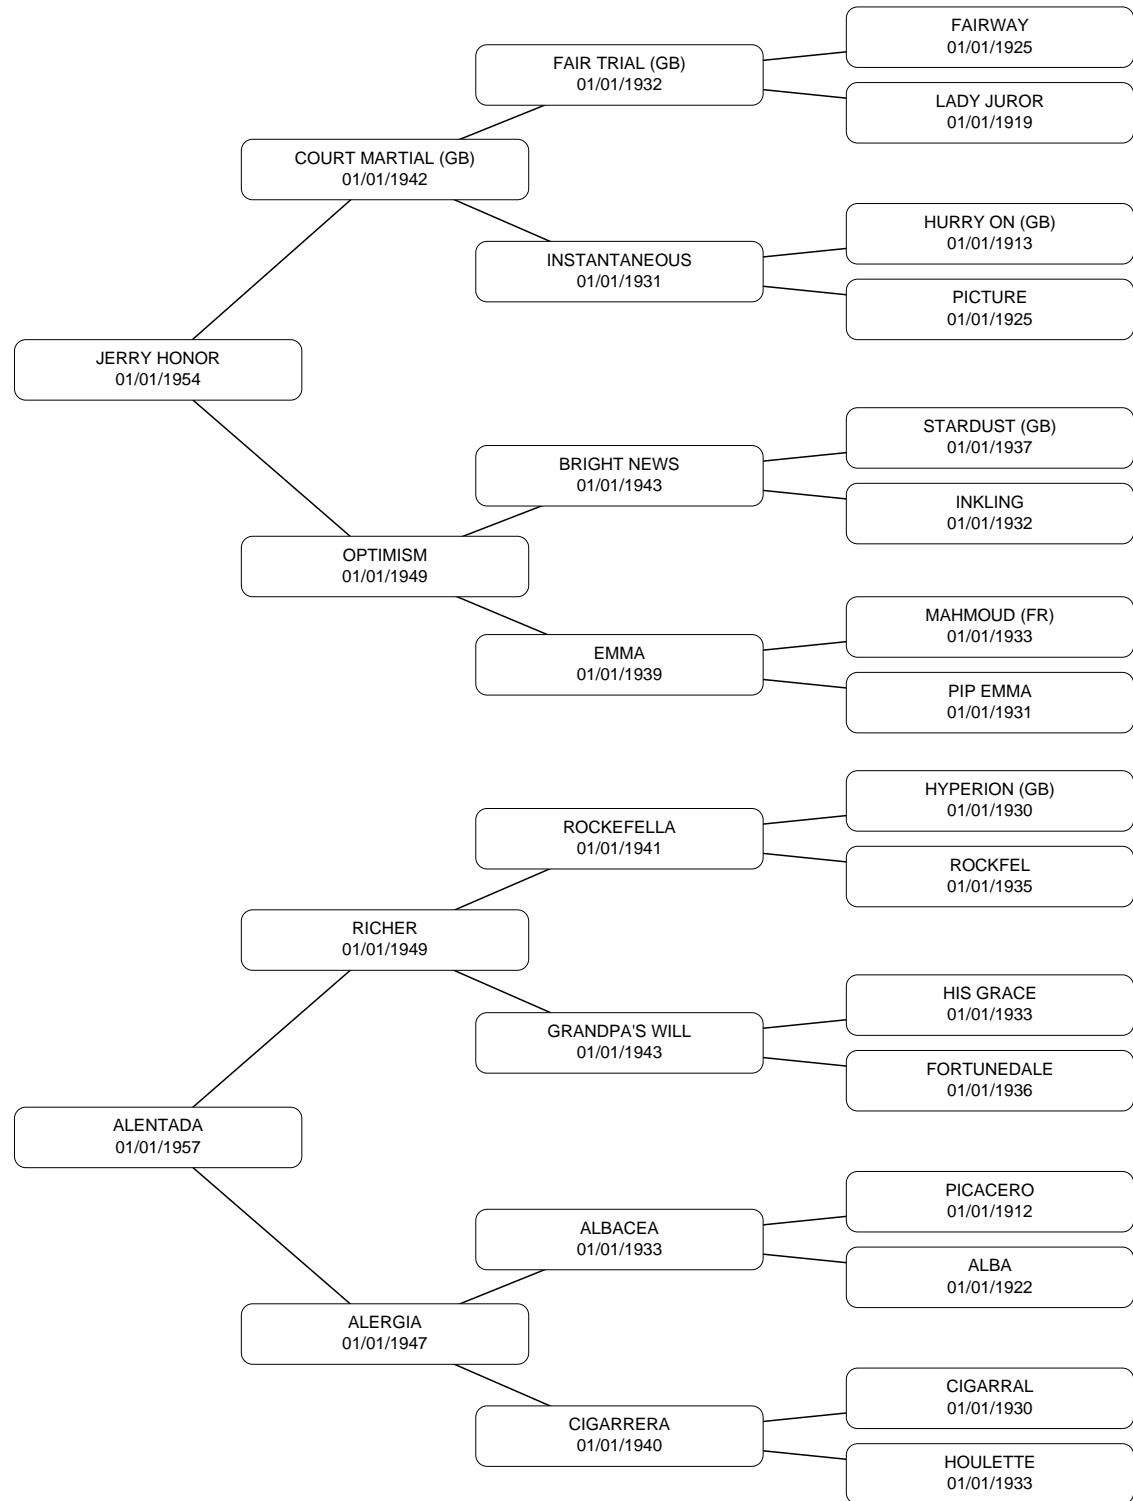 FAIRWAY
01/01/1925
FAIR TRIAL (GB)
01/01/1932
LADY JUROR
01/01/1919
COURT MARTIAL (GB)
01/01/1942
HURRY ON (GB)
01/01/1913
INSTANTANEOUS
01/01/1931
PICTURE
01/01/1925
JERRY HONOR
01/01/1954
STARDUST (GB)
01/01/1937
BRIGHT NEWS
01/01/1943
INKLING
01/01/1932
OPTIMISM
01/01/1949
MAHMOUD (FR)
01/01/1933
EMMA
01/01/1939
PIP EMMA
01/01/1931
HYPERION (GB)
01/01/1930
ROCKEFELLA
01/01/1941
ROCKFEL
01/01/1935
RICHER
01/01/1949
HIS GRACE
01/01/1933
GRANDPA'S WILL
01/01/1943
FORTUNEDALE
01/01/1936
ALENTADA
01/01/1957
PICACERO
01/01/1912
ALBACEA
01/01/1933
ALBA
01/01/1922
ALERGIA
01/01/1947
CIGARRAL
01/01/1930
CIGARRERA
01/01/1940
HOULETTE
01/01/1933